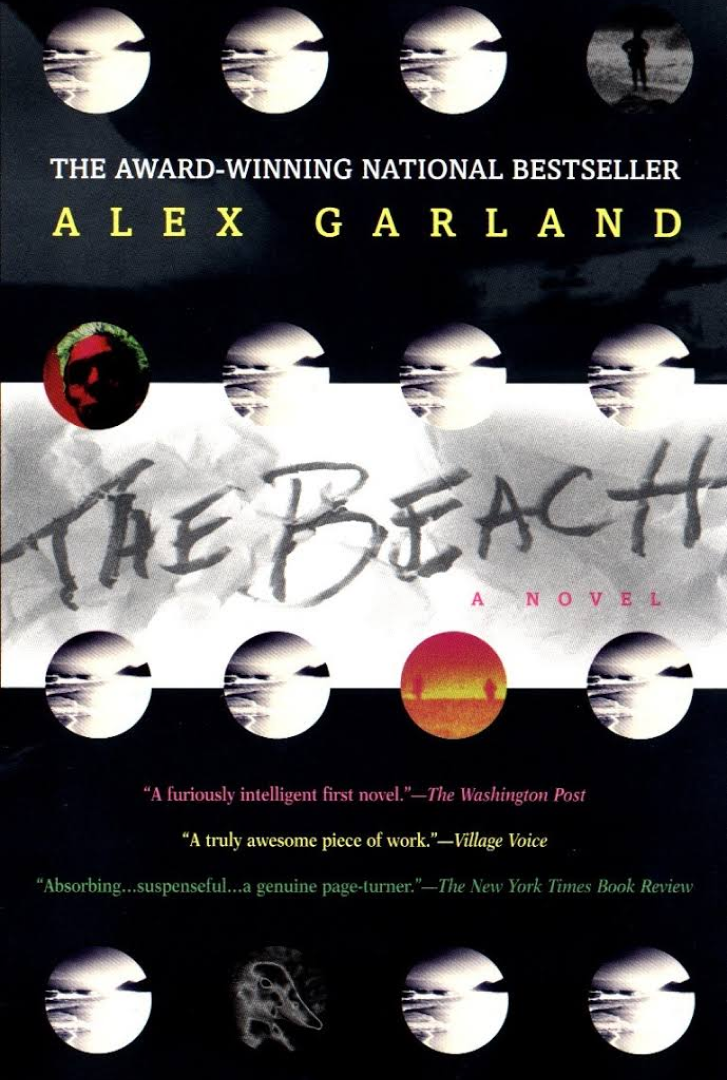 THE AWARD-WINNING NATIONAL BESTSELLER
ALEX GARLAND
THE BEACH
A NOVEL
“A furiously intelligent first novel.”—The Washington Post
“A truly awesome piece of work.”—Village Voice
“Absorbing...suspenseful...a genuine page-turner.”—The New York Times Book Review